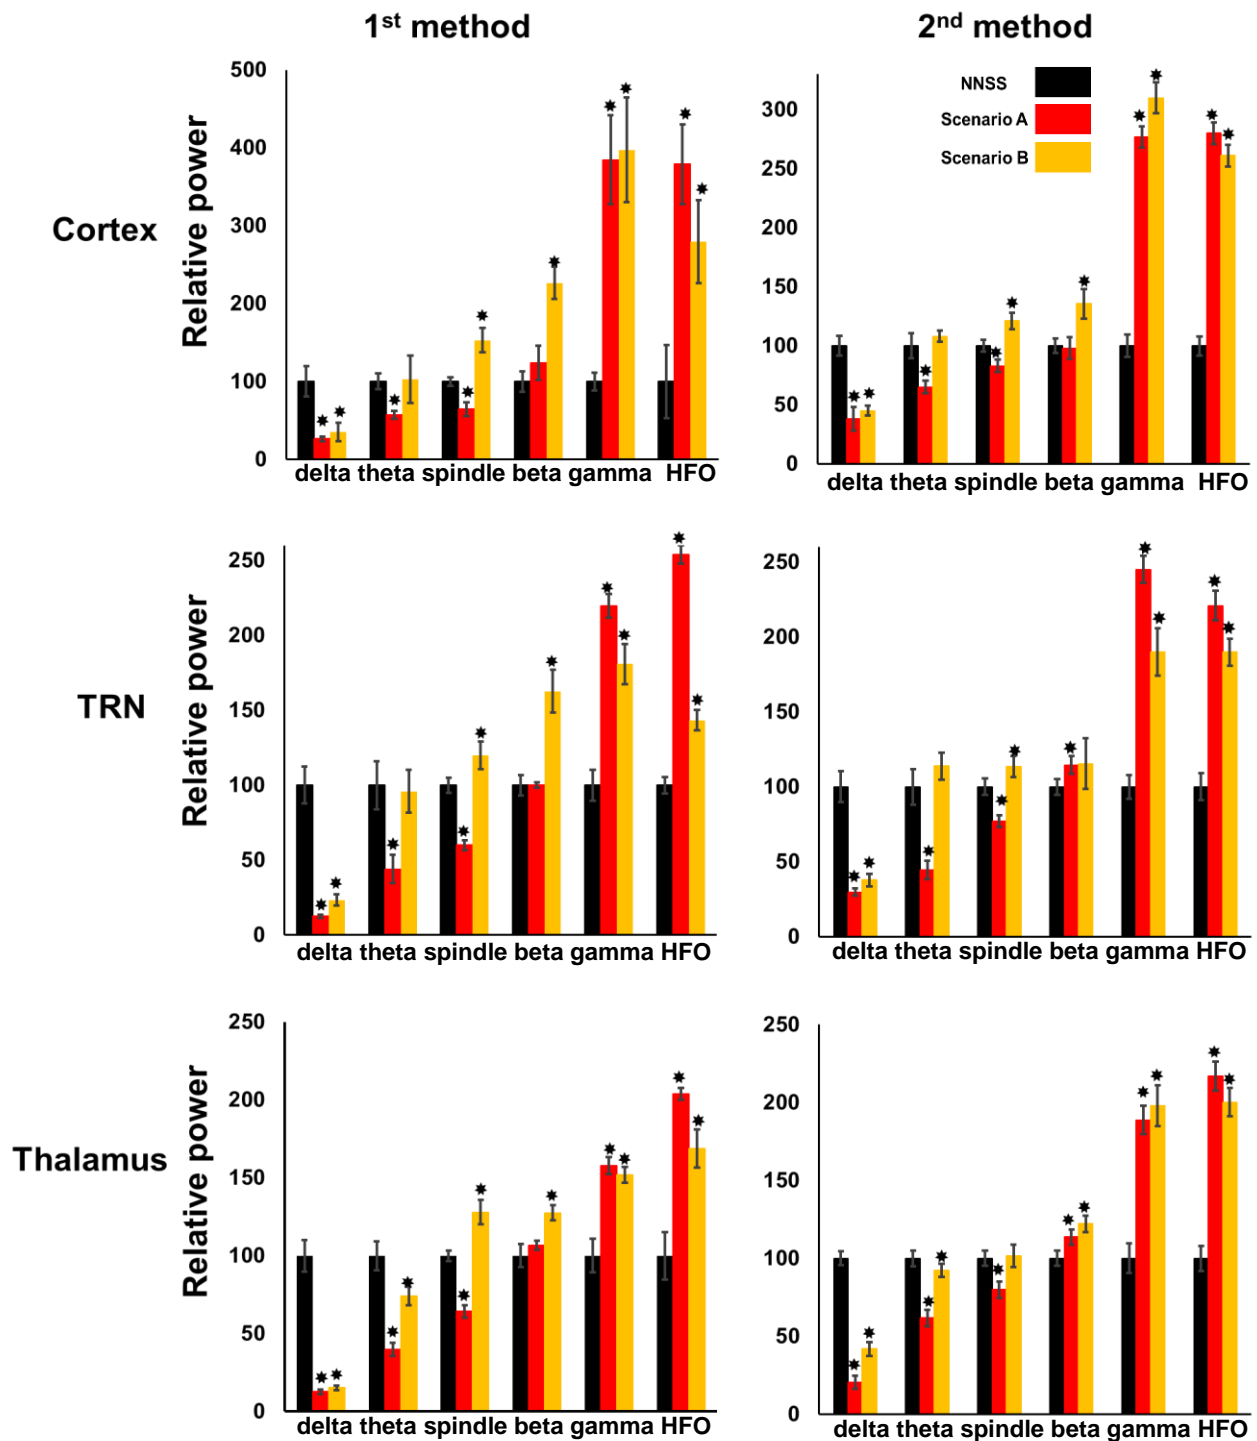 1st method
2nd method
NNSS
Scenario A
Scenario B
Cortex
Relative power
500
400
300
200
100
0
delta theta spindle beta gamma HFO
300
250
200
150
100
50
0
delta theta spindle beta gamma HFO
TRN
Relative power
250
200
150
100
50
0
delta theta spindle beta gamma HFO
250
200
150
100
50
0
delta theta spindle beta gamma HFO
Thalamus
Relative power
250
200
150
100
50
0
delta theta spindle beta gamma HFO
250
200
150
100
50
0
delta theta spindle beta gamma HFO